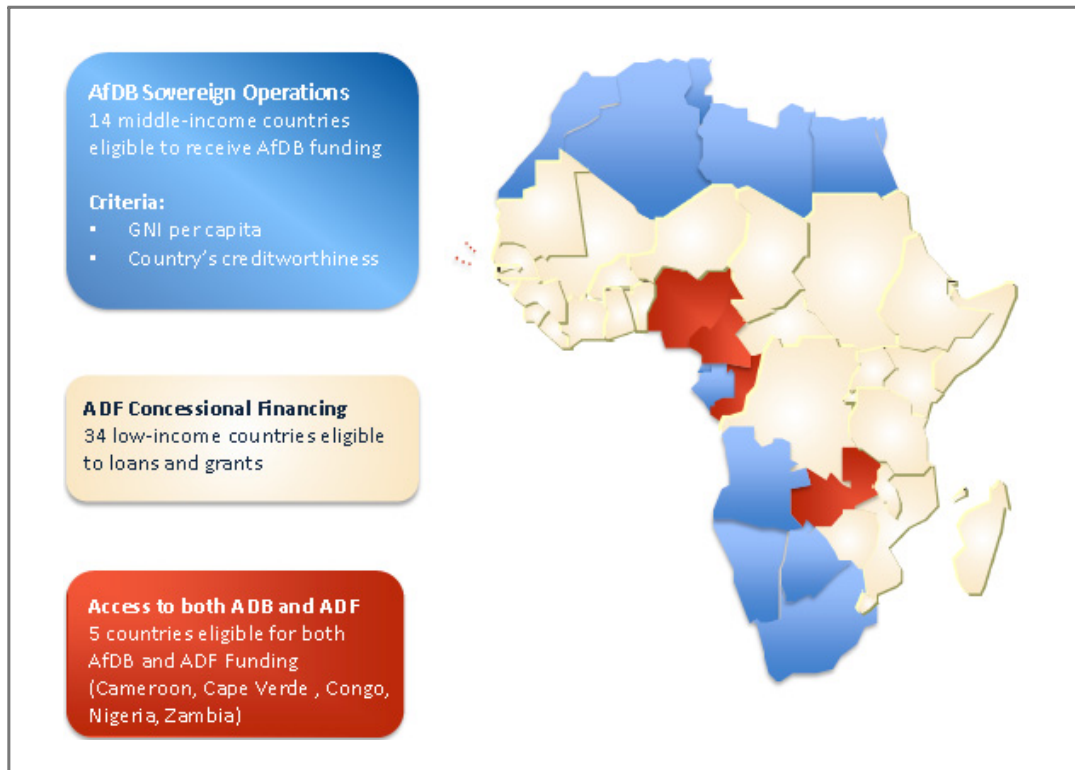 AfDB Sovereign Operations
14 middle-income countries
eligible to receive AfDB funding
Criteria:
▪ GNI per capita
▪ Country's creditworthiness
ADF Concessional Financing
34 low-income countries eligible
to loans and grants
Access to both ADB and ADF
5 countries eligible for both
AfDB and ADF Funding
(Cameroon, Cape Verde , Congo,
Nigeria, Zambia)